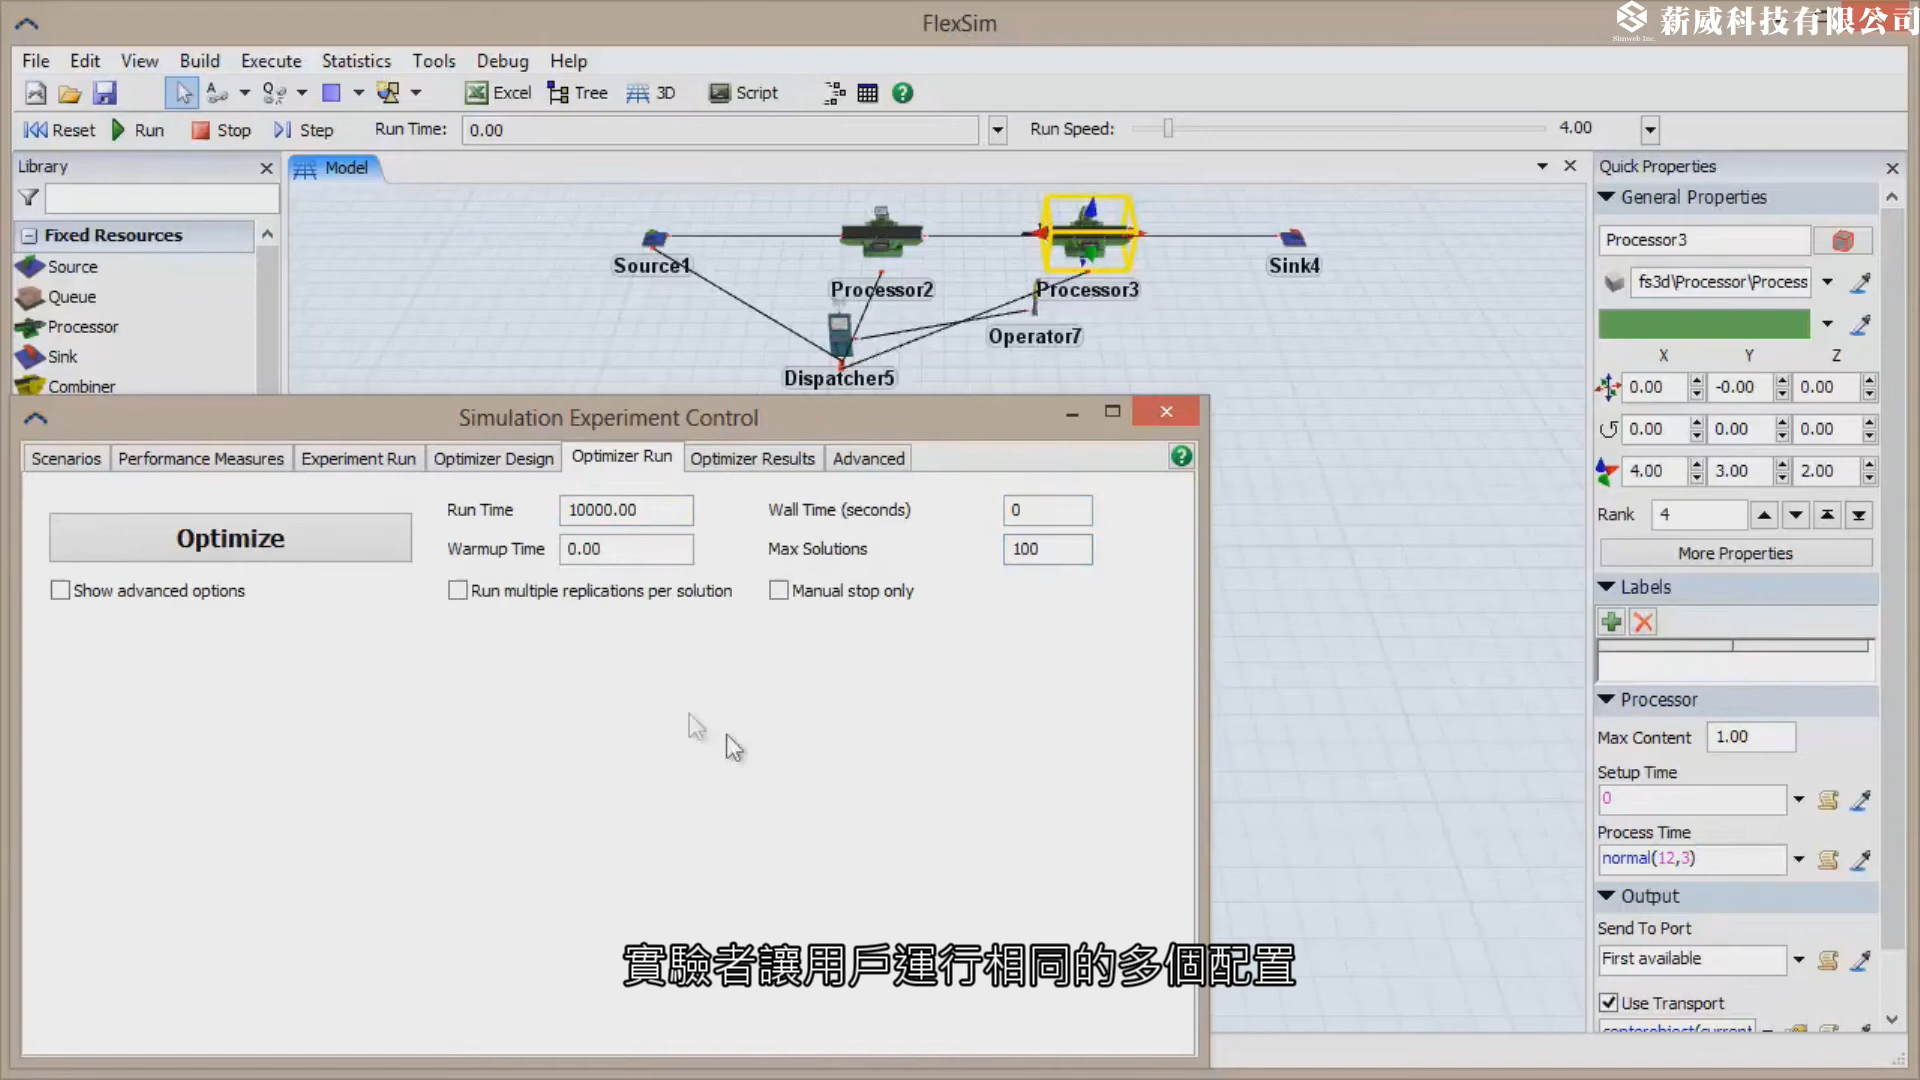 FlexSim
薪威科技有限公司
Simweb Inc.
File Edit View Build Execute Statistics Tools Debug Help
Excel Tree 3D Script
Reset Run Stop Step Run Time: 0.00 Run Speed: 4.00
Library
Model
Quick Properties
Fixed Resources
Source
Queue
Processor
Sink
Combiner
Source1
Processor2
Processor3
Sink4
Operator7
Dispatcher5
General Properties
Processor3
fs3d\Processor\Process
X Y Z
0.00 -0.00 0.00
0.00 0.00 0.00
4.00 3.00 2.00
Rank 4
More Properties
Labels
Processor
Max Content 1.00
Setup Time
0
Process Time
normal(12,3)
Output
Send To Port
First available
Use Transport
centerobject(current
Simulation Experiment Control
Scenarios Performance Measures Experiment Run Optimizer Design Optimizer Run Optimizer Results Advanced
Optimize
Run Time 10000.00 Wall Time (seconds) 0
Warmup Time 0.00 Max Solutions 100
Show advanced options Run multiple replications per solution Manual stop only
實驗者讓用戶運行相同的多個配置